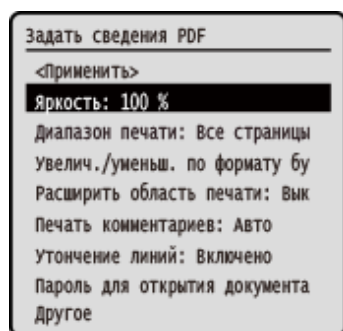 Задать сведения PDF
<Применить>
Яркость: 100 %
Диапазон печати: Все страницы
Увелич./уменьш. по формату бу
Расширить область печати: Вык
Печать комментариев: Авто
Утончение линий: Включено
Пароль для открытия документа
Другое